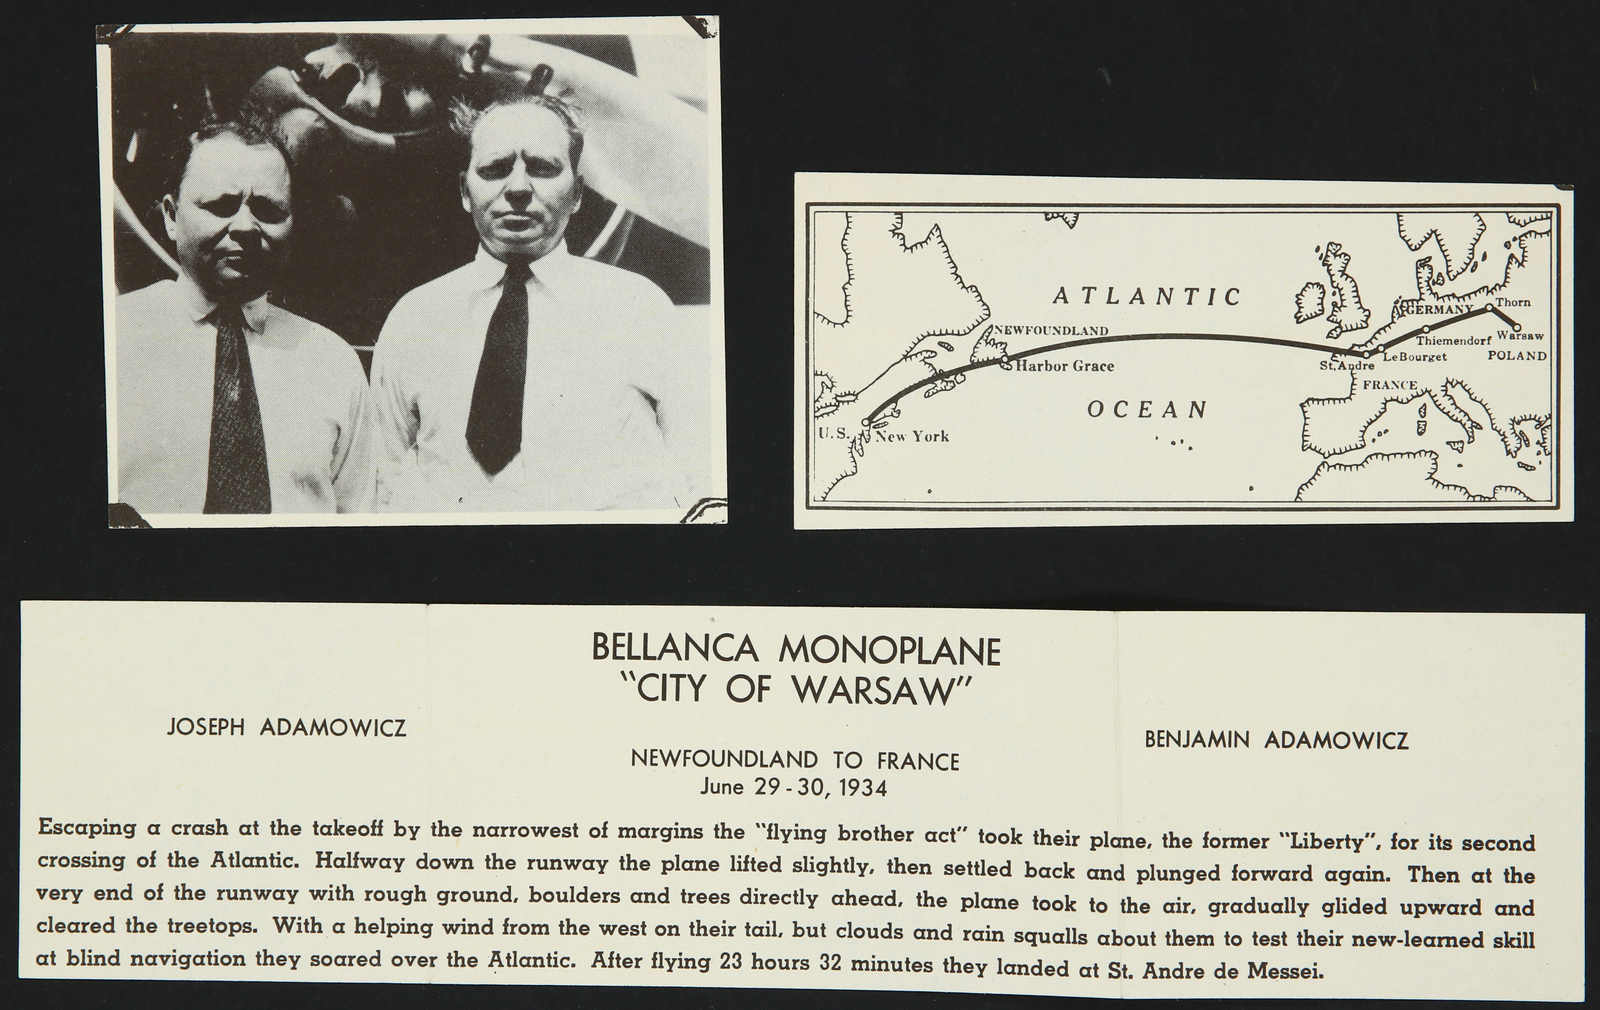 ATLANTIC
NEWFOUNDLAND
Harbor Grace
OCEAN
U.S.
New York
GERMANY
Thorn
Thiemendorf
Warsaw
LeBourget
POLAND
St. Andre
FRANCE
BELLANCA MONOPLANE
"CITY OF WARSAW"
JOSEPH ADAMOWICZ
BENJAMIN ADAMOWICZ
NEWFOUNDLAND TO FRANCE
June 29-30, 1934
Escaping a crash at the takeoff by the narrowest of margins the "flying brother act" took their plane, the former "Liberty", for its second
crossing of the Atlantic. Halfway down the runway the plane lifted slightly, then settled back and plunged forward again. Then at the
very end of the runway with rough ground, boulders and trees directly ahead, the plane took to the air, gradually glided upward and
cleared the treetops. With a helping wind from the west on their tail, but clouds and rain squalls about them to test their new-learned skill
at blind navigation they soared over the Atlantic. After flying 23 hours 32 minutes they landed at St. Andre de Messei.